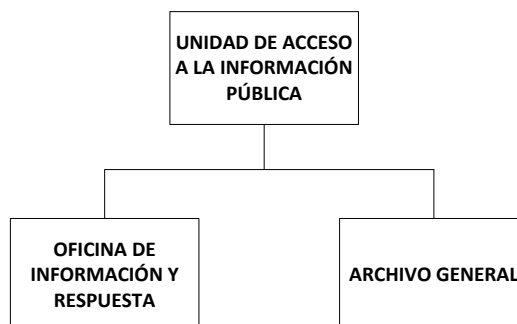 UNIDAD DE ACCESO
A LA INFORMACIÓN
PÚBLICA
OFICINA DE
INFORMACIÓN Y
RESPUESTA
ARCHIVO GENERAL